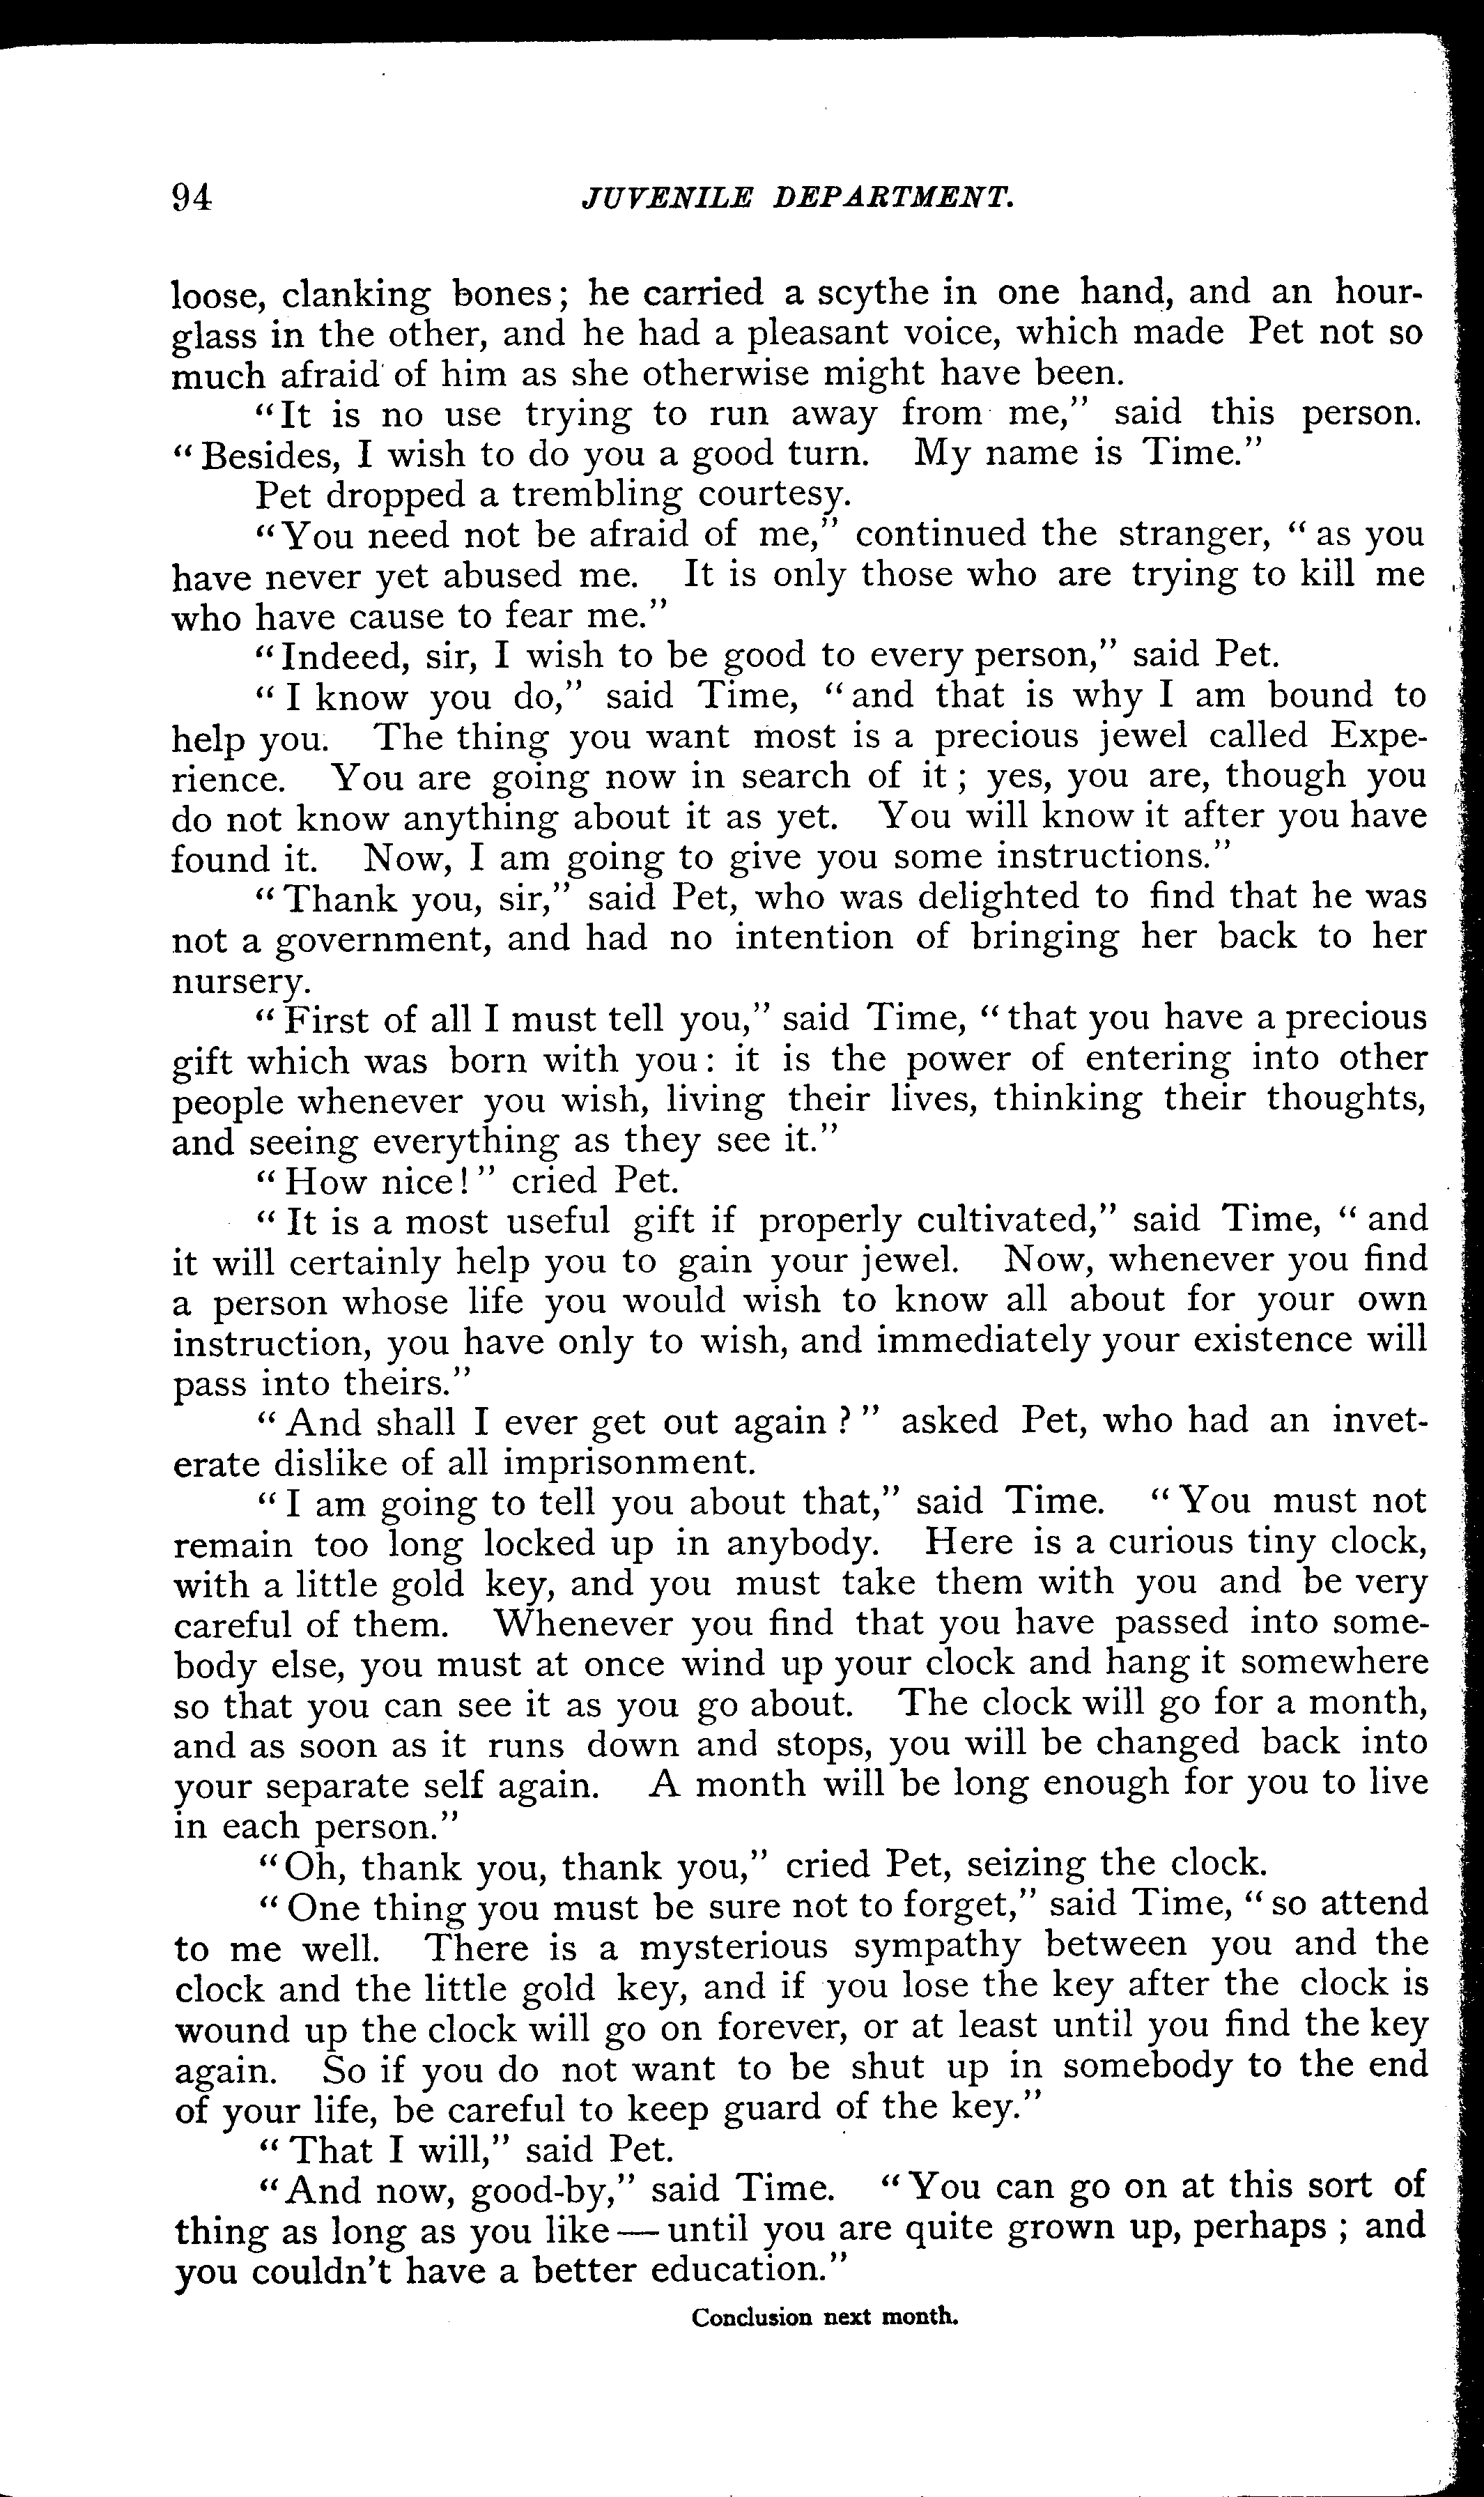 94 JUVENILE DEPARTMENT.
loose, clanking bones; he carried a scythe in one hand, and an hour-
glass in the other, and he had a pleasant voice, which made Pet not so
much afraid of him as she otherwise might have been.
"It is no use trying to run away from me," said this person.
"Besides, I wish to do you a good turn. My name is Time."
Pet dropped a trembling courtesy.
"You need not be afraid of me," continued the stranger, "as you
have never yet abused me. It is only those who are trying to kill me
who have cause to fear me."
"Indeed, sir, I wish to be good to every person," said Pet.
"I know you do," said Time, "and that is why I am bound to
help you. The thing you want most is a precious jewel called Expe-
rience. You are going now in search of it; yes, you are, though you
do not know anything about it as yet. You will know it after you have
found it. Now, I am going to give you some instructions."
"Thank you, sir," said Pet, who was delighted to find that he was
not a government, and had no intention of bringing her back to her
nursery.
"First of all I must tell you," said Time, "that you have a precious
gift which was born with you: it is the power of entering into other
people whenever you wish, living their lives, thinking their thoughts,
and seeing everything as they see it."
"How nice!" cried Pet.
"It is a most useful gift if properly cultivated," said Time, "and
it will certainly help you to gain your jewel. Now, whenever you find
a person whose life you would wish to know all about for your own
instruction, you have only to wish, and immediately your existence will
pass into theirs."
"And shall I ever get out again?" asked Pet, who had an invet-
erate dislike of all imprisonment.
"I am going to tell you about that," said Time. "You must not
remain too long locked up in anybody. Here is a curious tiny clock,
with a little gold key, and you must take them with you and be very
careful of them. Whenever you find that you have passed into some-
body else, you must at once wind up your clock and hang it somewhere
so that you can see it as you go about. The clock will go for a month,
and as soon as it runs down and stops, you will be changed back into
your separate self again. A month will be long enough for you to live
in each person."
"Oh, thank you, thank you," cried Pet, seizing the clock.
"One thing you must be sure not to forget," said Time, "so attend
to me well. There is a mysterious sympathy between you and the
clock and the little gold key, and if you lose the key after the clock is
wound up the clock will go on forever, or at least until you find the key
again. So if you do not want to be shut up in somebody to the end
of your life, be careful to keep guard of the key."
"That I will," said Pet.
"And now, good-by," said Time. "You can go on at this sort of
thing as long as you like—until you are quite grown up, perhaps; and
you couldn't have a better education."
Conclusion next month.